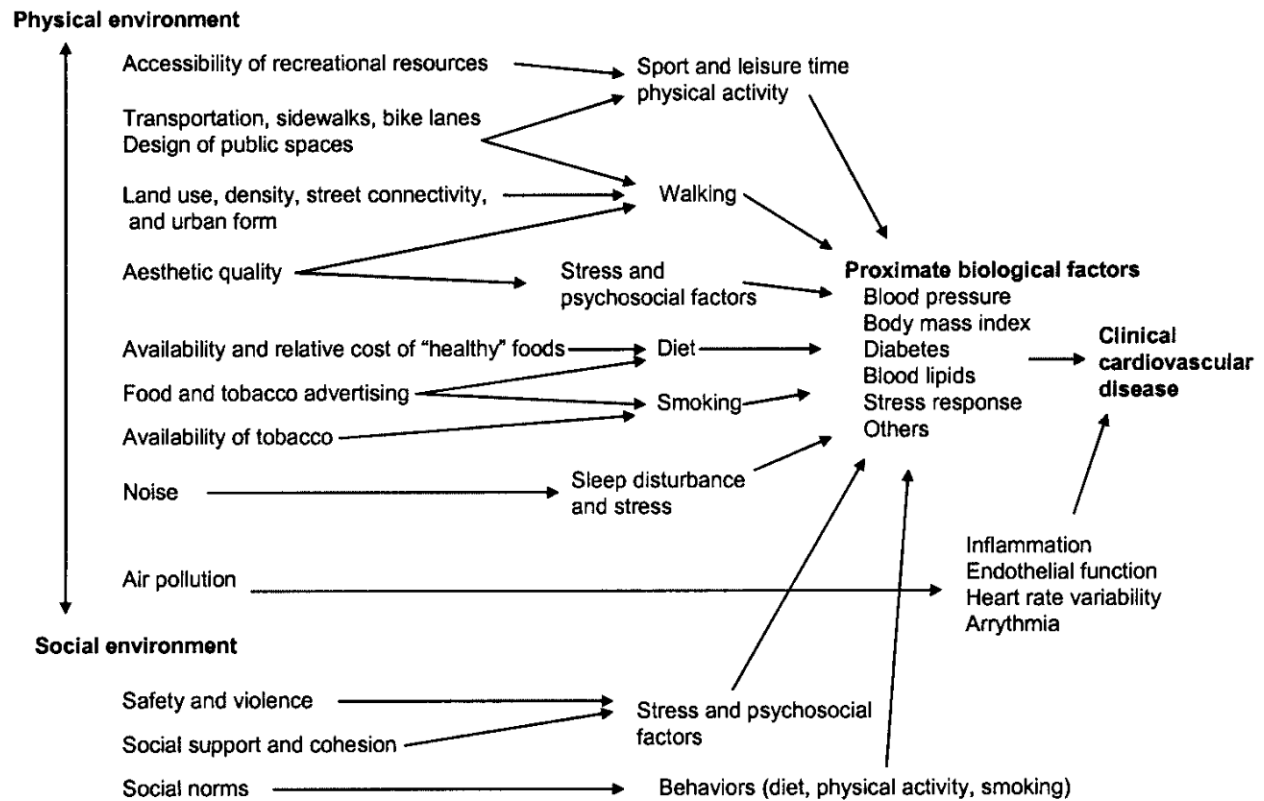 Physical environment
Accessibility of recreational resources
Sport and leisure time
physical activity
Transportation, sidewalks, bike lanes
Design of public spaces
Land use, density, street connectivity,
and urban form
Walking
Aesthetic quality
Stress and
psychosocial factors
Proximate biological factors
Blood pressure
Body mass index
Diabetes
Blood lipids
Stress response
Others
Clinical
cardiovascular
disease
Availability and relative cost of “healthy” foods
Diet
Food and tobacco advertising
Smoking
Availability of tobacco
Noise
Sleep disturbance
and stress
Air pollution
Inflammation
Endothelial function
Heart rate variability
Arrythmia
Social environment
Safety and violence
Social support and cohesion
Stress and psychosocial
factors
Social norms
Behaviors (diet, physical activity, smoking)